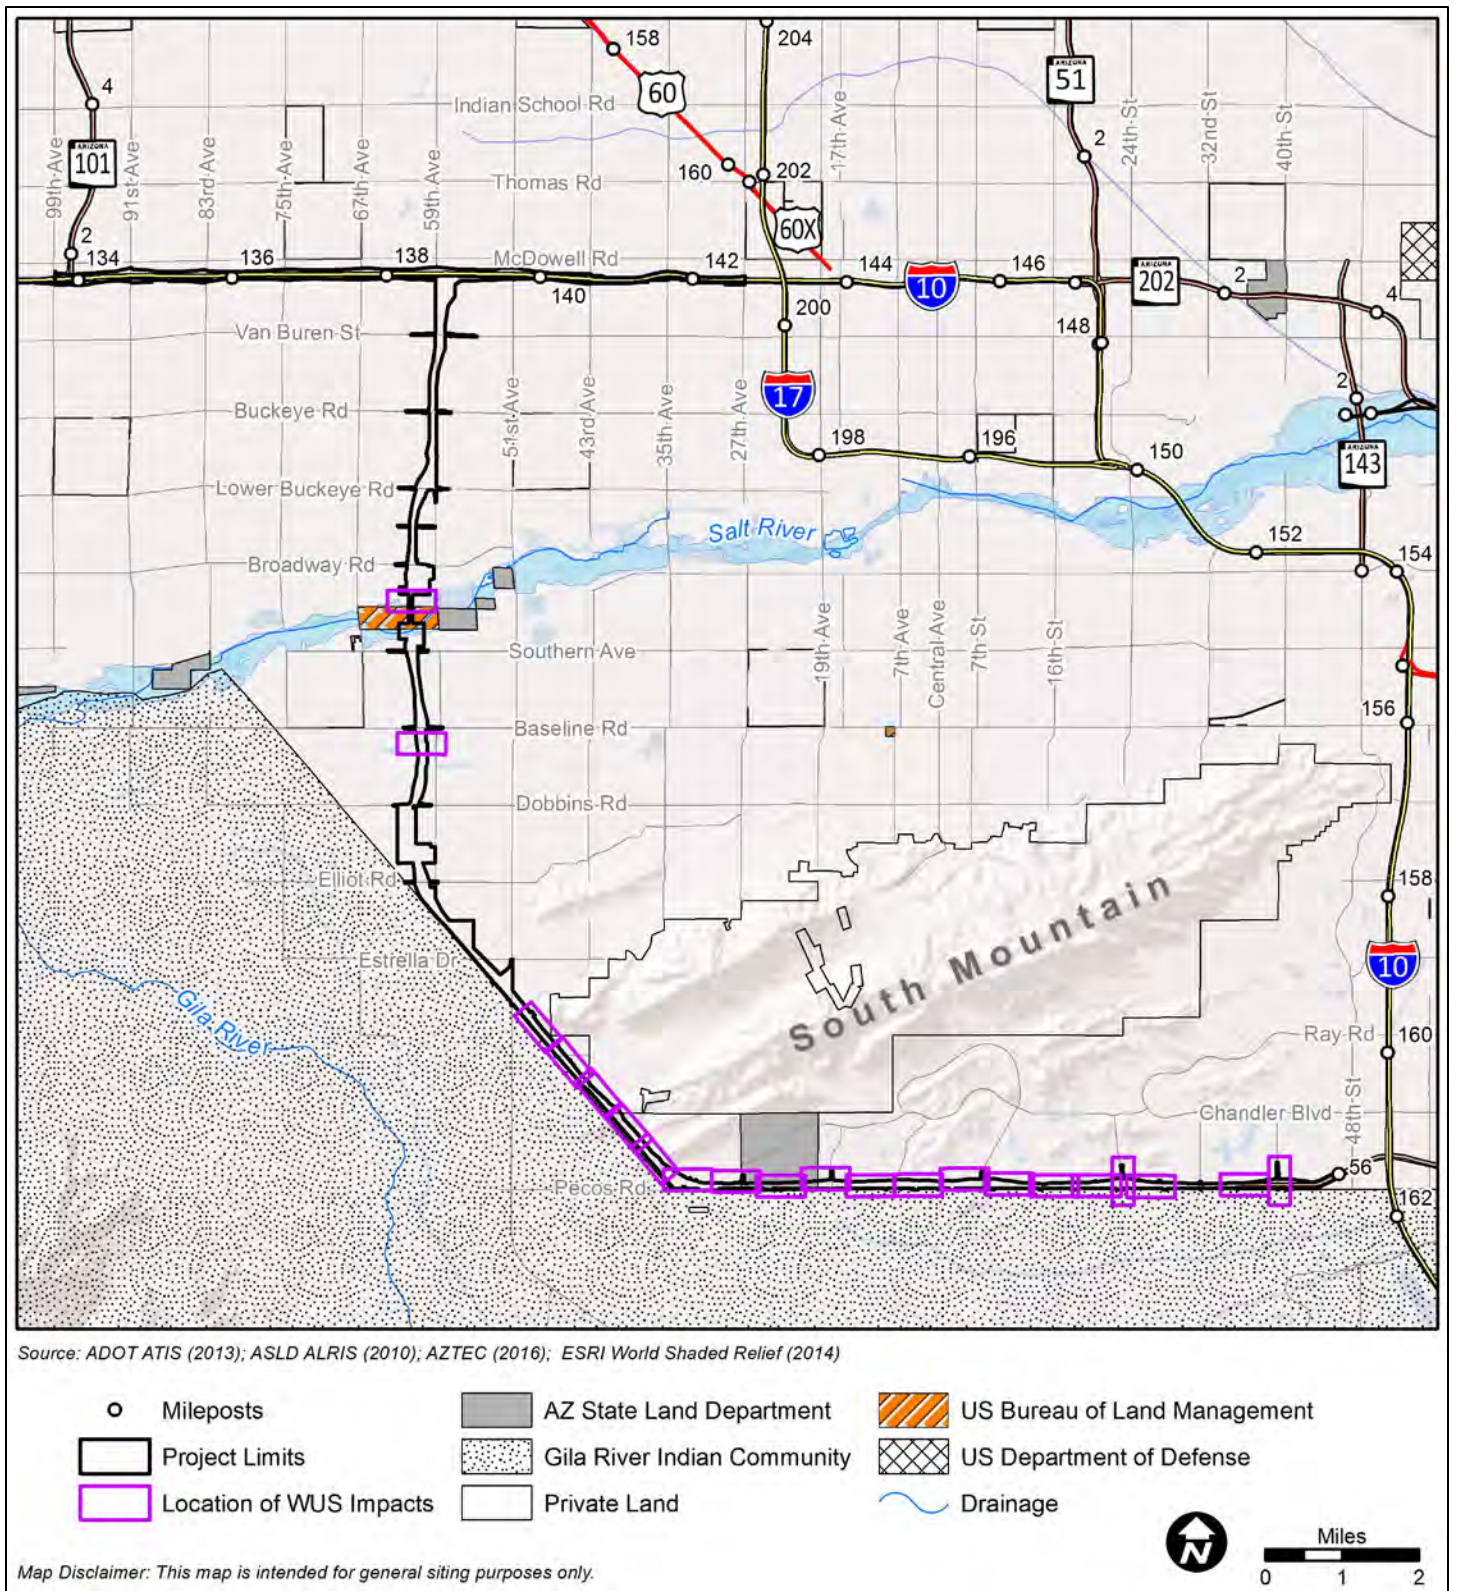 158
204
4
60
Indian School Rd
ARIZONA
51
ARIZONA
101
99th Ave
91st Ave
83rd Ave
75th Ave
67th Ave
59th Ave
17th Ave
24th St
32nd St
40th St
2
160
202
Thomas Rd
60X
2
134
136
138
McDowell Rd
140
142
144
10
146
ARIZONA
202
2
4
Van Buren St
200
148
17
2
Buckeye Rd
51st Ave
43rd Ave
35th Ave
27th Ave
198
196
150
ARIZONA
143
Lower Buckeye Rd
Salt River
152
154
Broadway Rd
Southern Ave
19th Ave
7th Ave
Central Ave
7th St
16th St
Baseline Rd
156
Dobbins Rd
Elliot Rd
158
Estrella Dr
South Mountain
10
Gila River
Ray Rd
160
Chandler Blvd
48th St
Pecos Rd
56
162
Source: ADOT ATIS (2013); ASLD ALRIS (2010); AZTEC (2016); ESRI World Shaded Relief (2014)
Mileposts
AZ State Land Department
US Bureau of Land Management
Project Limits
Gila River Indian Community
US Department of Defense
Location of WUS Impacts
Private Land
Drainage
N
Miles
0 1 2
Map Disclaimer: This map is intended for general siting purposes only.